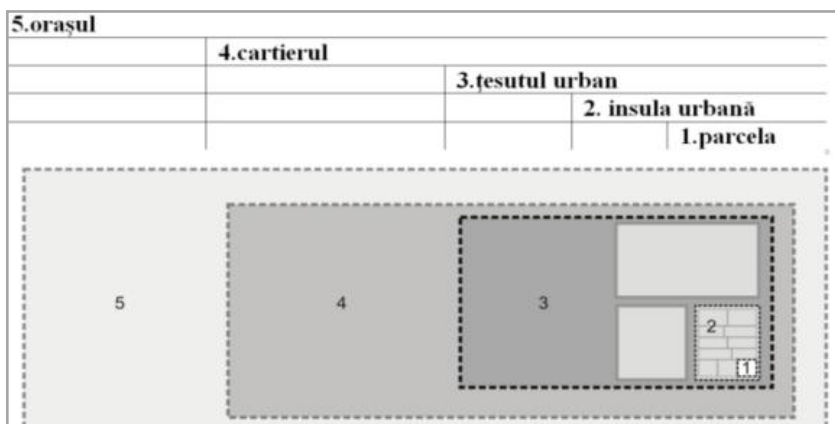 5.orașul
4.cartierul
3.țesutul urban
2. insula urbană
1.parcela
5 4 3 2 1